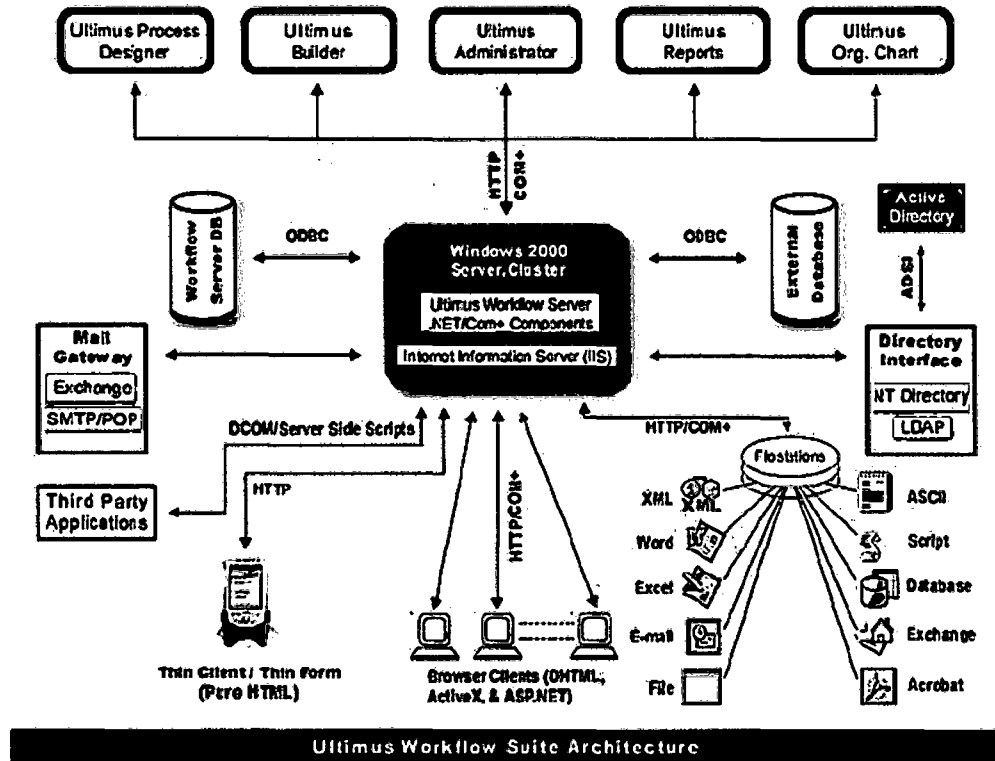 Ultimus Process
Designer
Ultimus
Builder
Ultimus
Administrator
Ultimus
Reports
Ultimus
Org. Chart
HTTP
COM+
Workflow
Server DB
ODBC
Windows 2000
Server, Cluster
Ultimus Workflow Server
.NET/Com+ Components
Internet Information Server (IIS)
ODBC
External
Database
Active
Directory
ADSI
Mail
Gateway
Exchange
SMTP/POP
Directory
Interface
NT Directory
LDAP
DCOM/Server Side Scripts
HTTP/COM+
HTTP
HTTP/COM+
Third Party
Applications
Flostations
XML
XML
Word
Excel
E-mail
File
ASCII
Script
Database
Exchange
Acrobat
Thin Client / Thin Form
(Pure HTML)
Browser Clients (DHTML,
ActiveX, & ASP.NET)
Ultimus Workflow Suite Architecture